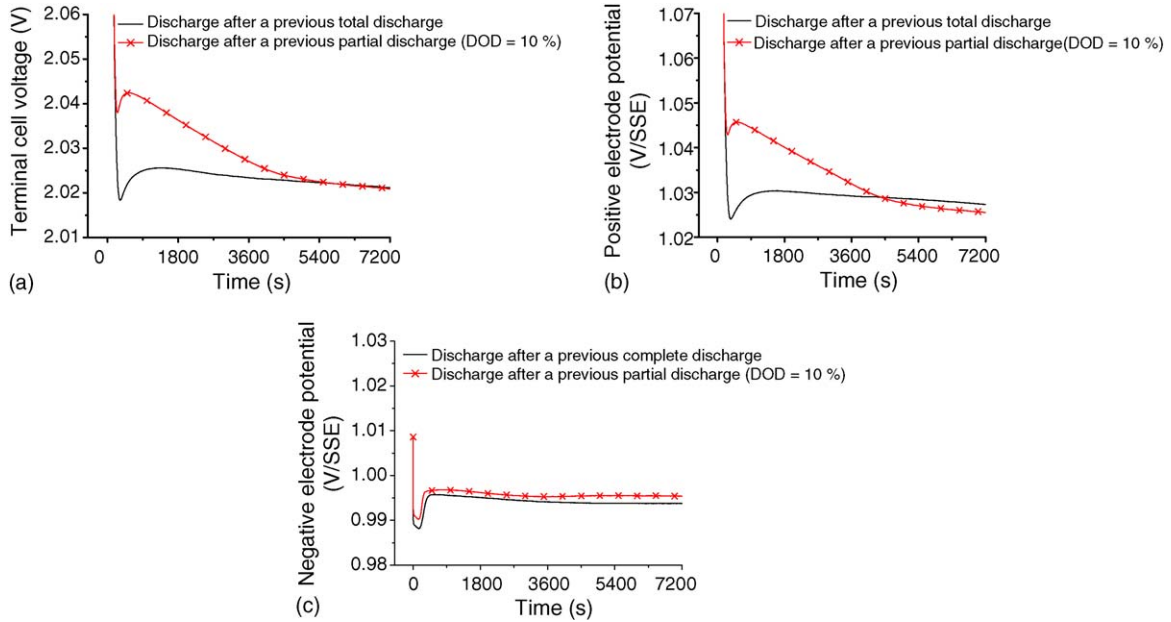 Discharge after a previous total discharge
Discharge after a previous partial discharge (DOD = 10 %)
Terminal cell voltage (V)
2.06
2.05
2.04
2.03
2.02
2.01
0 1800 3600 5400 7200
Time (s)
(a)
Discharge after a previous total discharge
Discharge after a previous partial discharge(DOD = 10 %)
Positive electrode potential
(V/SSE)
1.07
1.06
1.05
1.04
1.03
1.02
0 1800 3600 5400 7200
Time (s)
(b)
Discharge after a previous complete discharge
Discharge after a previous partial discharge (DOD = 10 %)
Negative electrode potential
(V/SSE)
1.03
1.02
1.01
1.00
0.99
0.98
0 1800 3600 5400 7200
Time (s)
(c)